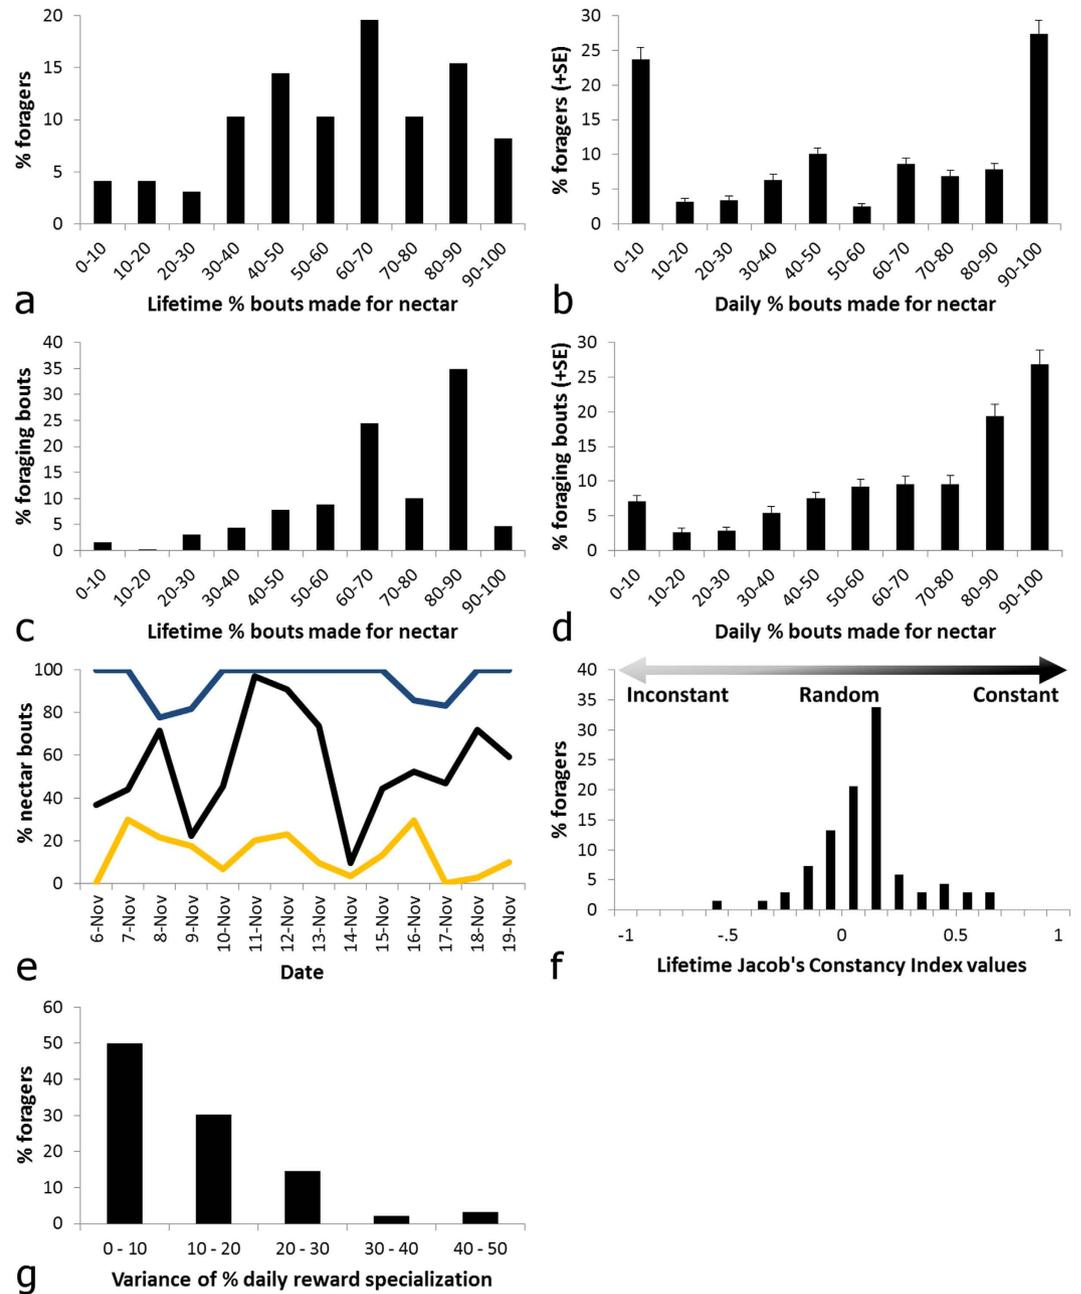 20
15
10
5
0
% foragers
0-10
10-20
20-30
30-40
40-50
50-60
60-70
70-80
80-90
90-100
a
Lifetime % bouts made for nectar
30
25
20
15
10
5
0
% foragers (+SE)
0-10
10-20
20-30
30-40
40-50
50-60
60-70
70-80
80-90
90-100
b
Daily % bouts made for nectar
40
35
30
25
20
15
10
5
0
% foraging bouts
0-10
10-20
20-30
30-40
40-50
50-60
60-70
70-80
80-90
90-100
c
Lifetime % bouts made for nectar
30
25
20
15
10
5
0
% foraging bouts (+SE)
0-10
10-20
20-30
30-40
40-50
50-60
60-70
70-80
80-90
90-100
d
Daily % bouts made for nectar
100
80
60
40
20
0
% nectar bouts
6-Nov
7-Nov
8-Nov
9-Nov
10-Nov
11-Nov
12-Nov
13-Nov
14-Nov
15-Nov
16-Nov
17-Nov
18-Nov
19-Nov
e
Date
40
35
30
25
20
15
10
5
0
% foragers
Inconstant Random Constant
-1 -.5 0 0.5 1
f
Lifetime Jacob's Constancy Index values
60
50
40
30
20
10
0
% foragers
0 - 10 10 - 20 20 - 30 30 - 40 40 - 50
g
Variance of % daily reward specialization